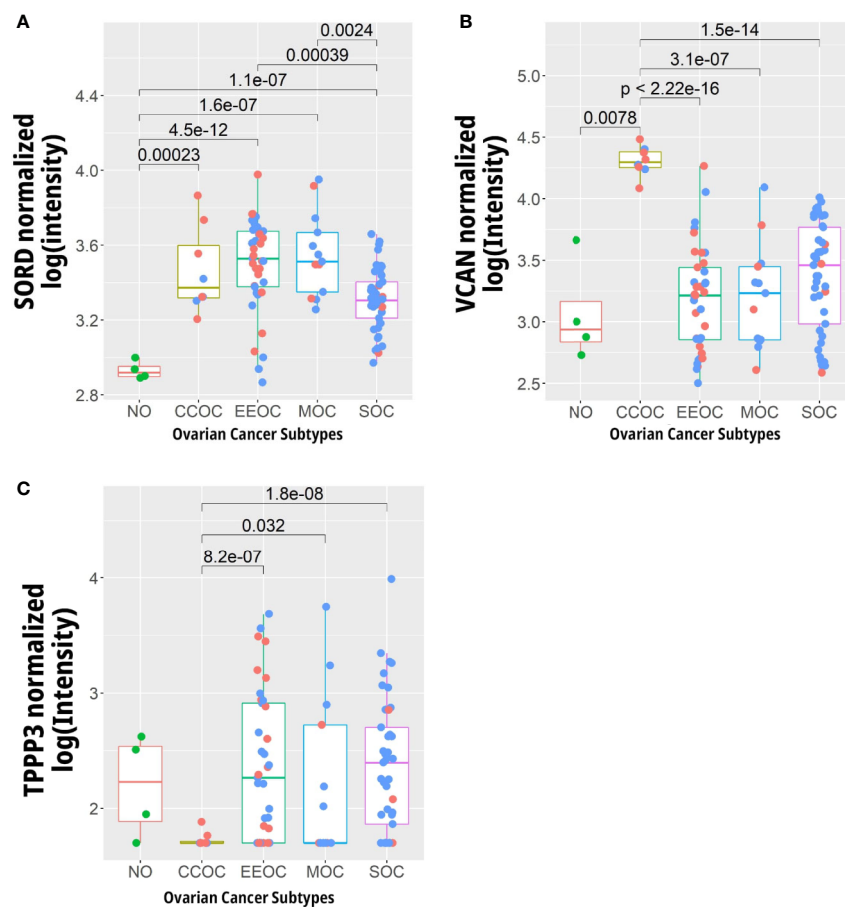 A
SORD normalized
log(intensity)
0.0024
0.00039
1.1e-07
1.6e-07
4.5e-12
0.00023
4.4
4.0
3.6
3.2
2.8
NO CCOC EEOC MOC SOC
Ovarian Cancer Subtypes
B
VCAN normalized
log(Intensity)
1.5e-14
3.1e-07
p < 2.22e-16
0.0078
5.0
4.5
4.0
3.5
3.0
2.5
NO CCOC EEOC MOC SOC
Ovarian Cancer Subtypes
C
TPPP3 normalized
log(Intensity)
1.8e-08
0.032
8.2e-07
4
3
2
NO CCOC EEOC MOC SOC
Ovarian Cancer Subtypes